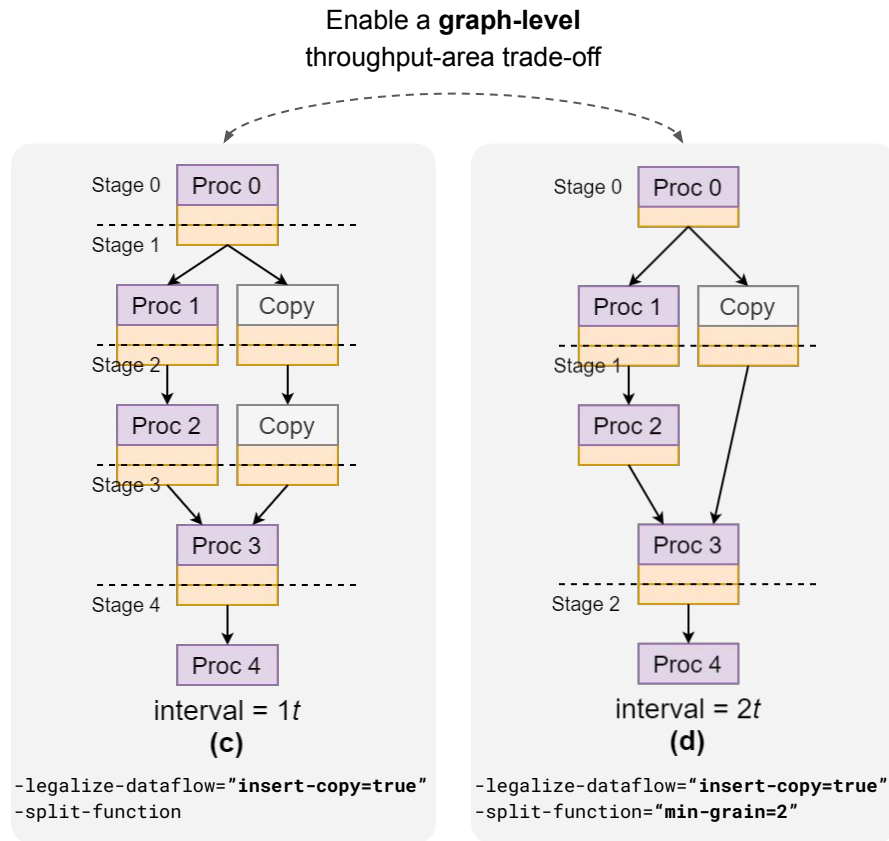 Enable a graph-level
throughput-area trade-off
Stage 0
Proc 0
Stage 1
Proc 1
Copy
Stage 2
Proc 2
Copy
Stage 3
Proc 3
Stage 4
Proc 4
interval = 1t
(c)
-legalize-dataflow=”insert-copy=true”
-split-function
Stage 0
Proc 0
Proc 1
Copy
Stage 1
Proc 2
Proc 3
Stage 2
Proc 4
interval = 2t
(d)
-legalize-dataflow=“insert-copy=true”
-split-function=“min-grain=2”